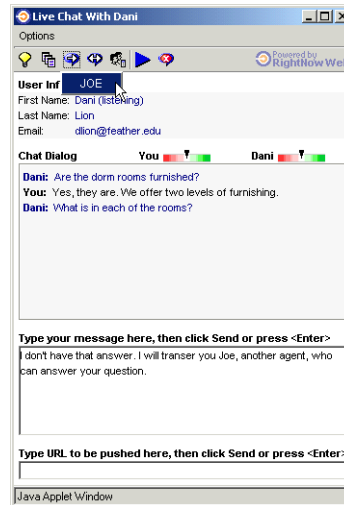 Live Chat With Dani
Options
Powered by
RightNow We
User Inf
JOE
First Name: Dani (listening)
Last Name: Lion
Email: dlion@feather.edu
Chat Dialog You Dani
Dani: Are the dorm rooms furnished?
You: Yes, they are. We offer two levels of furnishing.
Dani: What is in each of the rooms?
Type your message here, then click Send or press <Enter>
I don't have that answer. I will transer you Joe, another agent, who
can answer your question.
Type URL to be pushed here, then click Send or press <Enter>
Java Applet Window